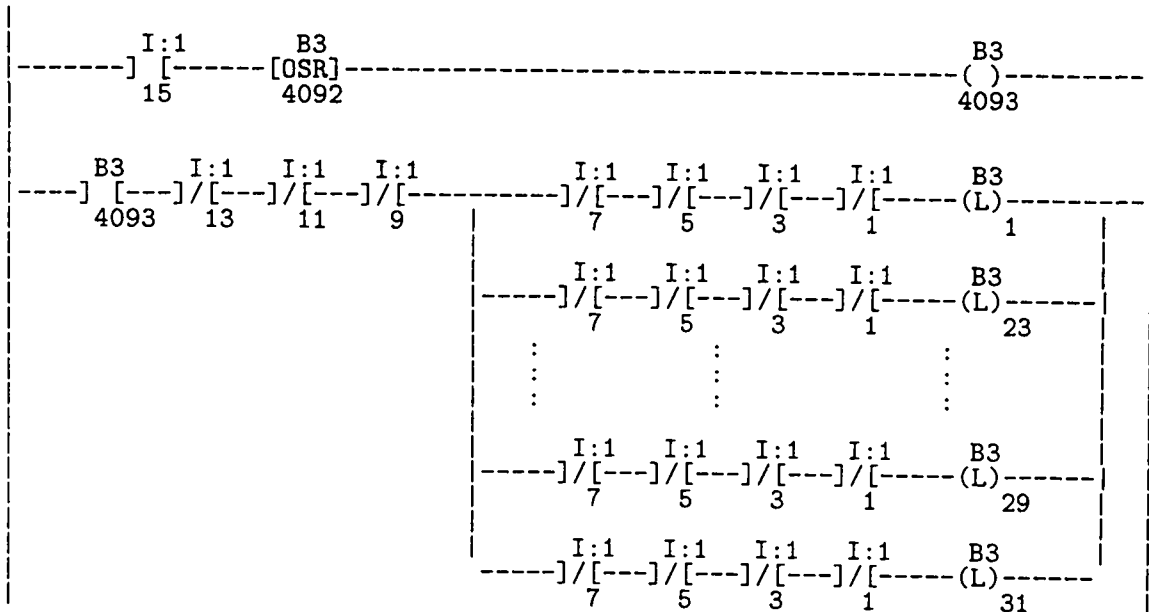 I:1 B3 B3
] [ [OSR] ( )
15 4092 4093
B3 I:1 I:1 I:1 I:1 I:1 I:1 I:1 B3
] [ ]/[ ]/[ ]/[ ]/[ ]/[ ]/[ ]/[ (L)
4093 13 11 9 7 5 3 1 1
I:1 I:1 I:1 I:1 B3
]/[ ]/[ ]/[ ]/[ (L)
7 5 3 1 23
I:1 I:1 I:1 I:1 B3
]/[ ]/[ ]/[ ]/[ (L)
7 5 3 1 29
I:1 I:1 I:1 I:1 B3
]/[ ]/[ ]/[ ]/[ (L)
7 5 3 1 31